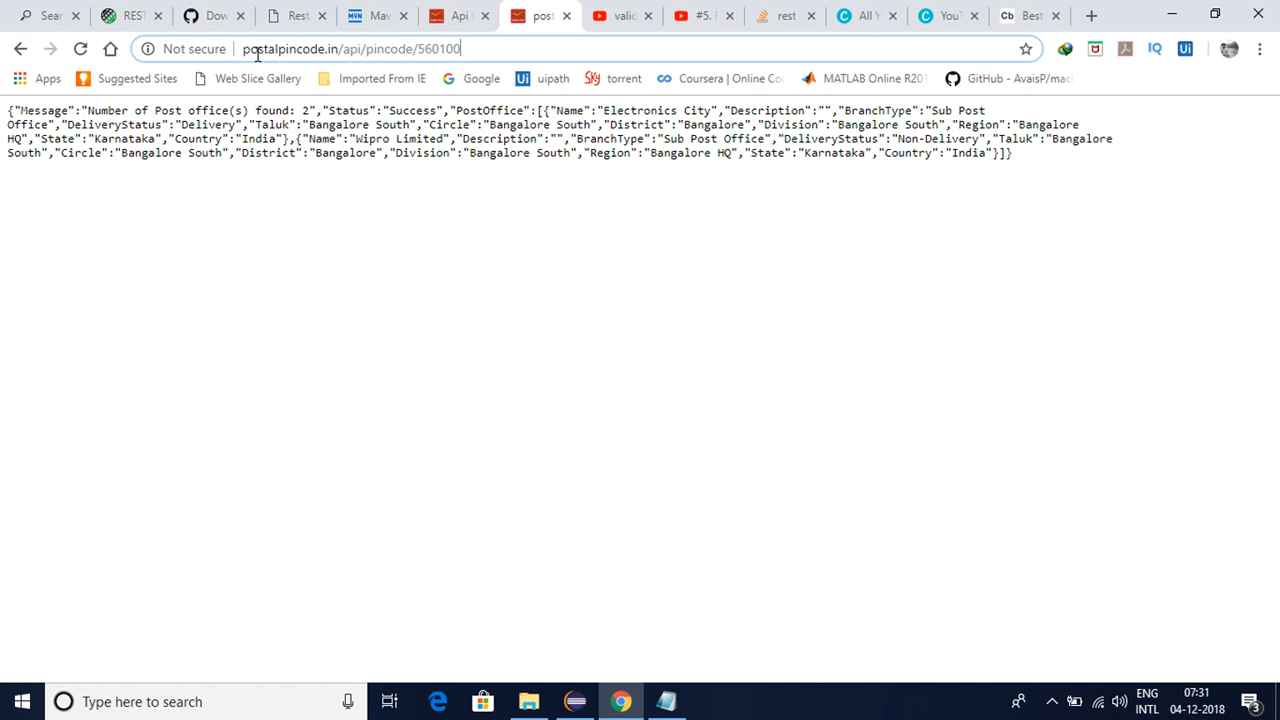 Sear
REST
Dow
Rest
Mav
Api I
post
valid
#5. I
rest
All Y
You
Bes
Not secure
postalpincode.in/api/pincode/560100
Apps
Suggested Sites
Web Slice Gallery
Imported From IE
Google
uipath
torrent
Coursera | Online Co
MATLAB Online R201
GitHub - AvaisP/mac
{"Message":"Number of Post office(s) found: 2","Status":"Success","PostOffice":[{"Name":"Electronics City","Description":"","BranchType":"Sub Post
Office","DeliveryStatus":"Delivery","Taluk":"Bangalore South","Circle":"Bangalore South","District":"Bangalore","Division":"Bangalore South","Region":"Bangalore
HQ","State":"Karnataka","Country":"India"},{"Name":"Wipro Limited","Description":"","BranchType":"Sub Post Office","DeliveryStatus":"Non-Delivery","Taluk":"Bangalore
South","Circle":"Bangalore South","District":"Bangalore","Division":"Bangalore South","Region":"Bangalore HQ","State":"Karnataka","Country":"India"}]}
Type here to search
ENG
INTL
07:31
04-12-2018
3